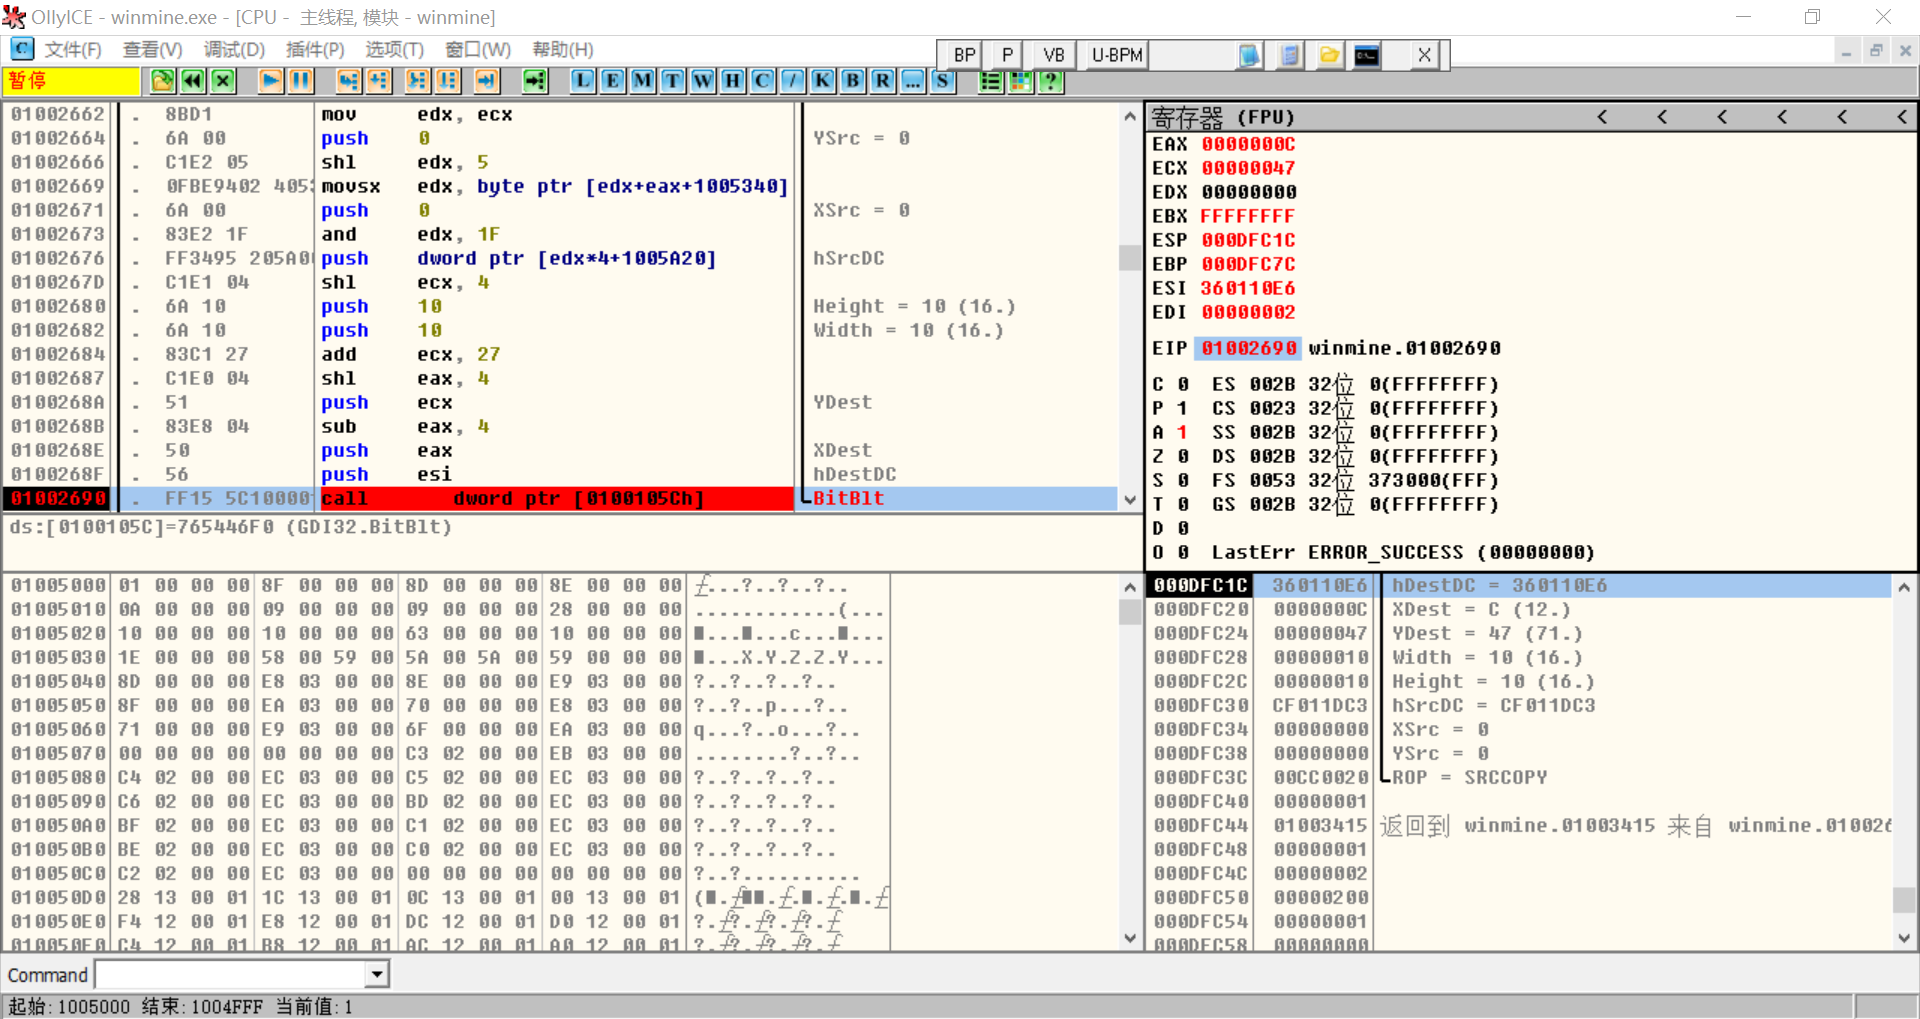 OllyICE - winmine.exe - [CPU - 主线程, 模块 - winmine]
C 文件(F) 查看(V) 调试(D) 插件(P) 选项(T) 窗口(W) 帮助(H)
BP P VB U-BPM X
暂停 L E M T W H C / K B R ... S ?
01002662 . 8BD1 mov edx, ecx
01002664 . 6A 00 push 0 YSrc = 0
01002666 . C1E2 05 shl edx, 5
01002669 . 0FBE9402 405 movsx edx, byte ptr [edx+eax+1005340]
01002671 . 6A 00 push 0 XSrc = 0
01002673 . 83E2 1F and edx, 1F
01002676 . FF3495 205A0 push dword ptr [edx*4+1005A20] hSrcDC
0100267D . C1E1 04 shl ecx, 4
01002680 . 6A 10 push 10 Height = 10 (16.)
01002682 . 6A 10 push 10 Width = 10 (16.)
01002684 . 83C1 27 add ecx, 27
01002687 . C1E0 04 shl eax, 4
0100268A . 51 push ecx YDest
0100268B . 83E8 04 sub eax, 4
0100268E . 50 push eax XDest
0100268F . 56 push esi hDestDC
01002690 . FF15 5C10000 call dword ptr [0100105Ch] BitBlt
ds:[0100105C]=765446F0 (GDI32.BitBlt)
寄存器 (FPU) < < < < < <
EAX 0000000C
ECX 00000047
EDX 00000000
EBX FFFFFFFF
ESP 000DFC1C
EBP 000DFC7C
ESI 360110E6
EDI 00000002
EIP 01002690 winmine.01002690
C 0 ES 002B 32位 0(FFFFFFFF)
P 1 CS 0023 32位 0(FFFFFFFF)
A 1 SS 002B 32位 0(FFFFFFFF)
Z 0 DS 002B 32位 0(FFFFFFFF)
S 0 FS 0053 32位 373000(FFF)
T 0 GS 002B 32位 0(FFFFFFFF)
D 0
O 0 LastErr ERROR_SUCCESS (00000000)
01005000 01 00 00 00 8F 00 00 00 8D 00 00 00 8E 00 00 00 ...?..?..?..
01005010 0A 00 00 00 09 00 00 00 09 00 00 00 28 00 00 00 ............(...
01005020 10 00 00 00 10 00 00 00 63 00 00 00 10 00 00 00 ■...■...c...■...
01005030 1E 00 00 00 58 00 59 00 5A 00 5A 00 59 00 00 00 ■...X.Y.Z.Z.Y...
01005040 8D 00 00 00 E8 03 00 00 8E 00 00 00 E9 03 00 00 ?..?..?..?..
01005050 8F 00 00 00 EA 03 00 00 70 00 00 00 E8 03 00 00 ?..?..p...?..
01005060 71 00 00 00 E9 03 00 00 6F 00 00 00 EA 03 00 00 q...?..o...?..
01005070 00 00 00 00 00 00 00 00 C3 02 00 00 EB 03 00 00 ........?..?..
01005080 C4 02 00 00 EC 03 00 00 C5 02 00 00 EC 03 00 00 ?..?..?..?..
01005090 C6 02 00 00 EC 03 00 00 BD 02 00 00 EC 03 00 00 ?..?..?..?..
010050A0 BF 02 00 00 EC 03 00 00 C1 02 00 00 EC 03 00 00 ?..?..?..?..
010050B0 BE 02 00 00 EC 03 00 00 C0 02 00 00 EC 03 00 00 ?..?..?..?..
010050C0 C2 02 00 00 EC 03 00 00 00 00 00 00 00 00 00 00 ?..?..........
010050D0 28 13 00 01 1C 13 00 01 0C 13 00 01 00 13 00 01
010050E0 F4 12 00 01 E8 12 00 01 DC 12 00 01 D0 12 00 01
010050F0 C4 12 00 01 B8 12 00 01 AC 12 00 01 A0 12 00 01
000DFC1C 360110E6 hDestDC = 360110E6
000DFC20 0000000C XDest = C (12.)
000DFC24 00000047 YDest = 47 (71.)
000DFC28 00000010 Width = 10 (16.)
000DFC2C 00000010 Height = 10 (16.)
000DFC30 CF011DC3 hSrcDC = CF011DC3
000DFC34 00000000 XSrc = 0
000DFC38 00000000 YSrc = 0
000DFC3C 00CC0020 ROP = SRCCOPY
000DFC40 00000001
000DFC44 01003415 返回到 winmine.01003415 来自 winmine.01002
000DFC48 00000001
000DFC4C 00000002
000DFC50 00000200
000DFC54 00000001
000DFC58 00000000
Command
起始: 1005000 结束: 1004FFF 当前值: 1